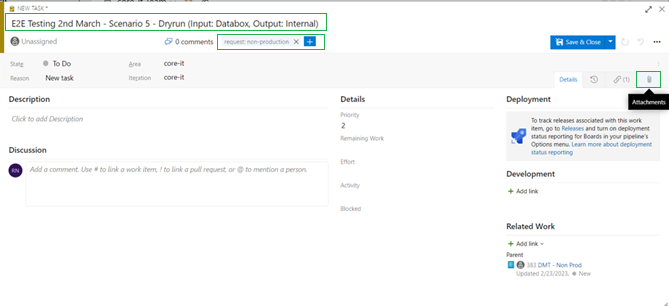 NEW TASK *
E2E Testing 2nd March - Scenario 5 - Dryrun (Input: Databox, Output: Internal)
Unassigned
0 comments
request: non-production
Save & Close
State
To Do
Area
core-it
Reason
New task
Iteration
core-it
Details
(1)
Attachments
Description
Click to add Description
Discussion
RN
Add a comment. Use # to link a work item, ! to link a pull request, or @ to mention a person.
Details
Priority
2
Remaining Work
Effort
Activity
Blocked
Deployment
To track releases associated with this work
item, go to Releases and turn on deployment
status reporting for Boards in your pipeline's
Options menu. Learn more about deployment
status reporting
Development
Add link
Related Work
Add link
Parent
383 DMT - Non Prod
Updated 2/23/2023, New